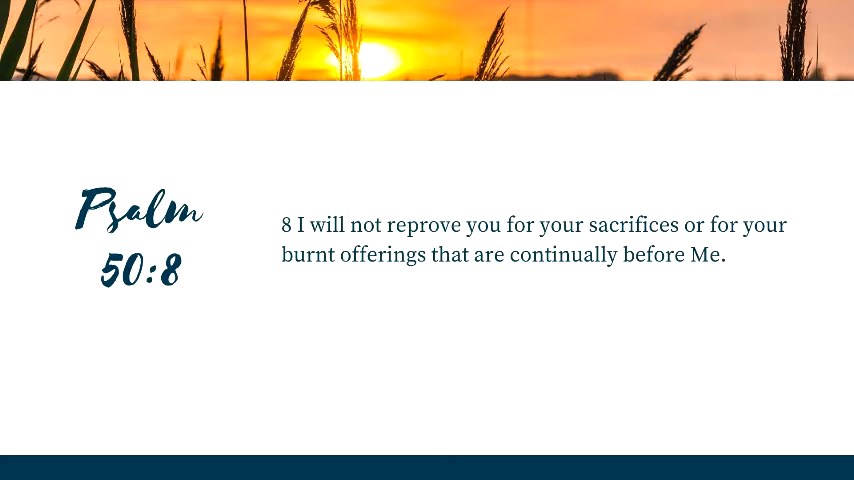 Psalm
50:8
8 I will not reprove you for your sacrifices or for your
burnt offerings that are continually before Me.